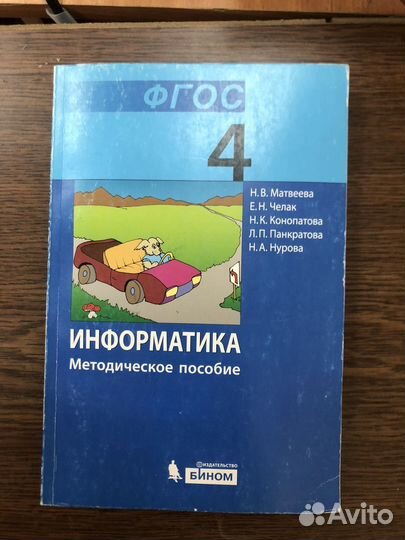 ФГОС
4
Н. В. Матвеева
Е. Н. Челак
Н. К. Конопатова
Л. П. Панкратова
Н. А. Нурова
ИНФОРМАТИКА
Методическое пособие
ИЗДАТЕЛЬСТВО
БИНОМ
Avito